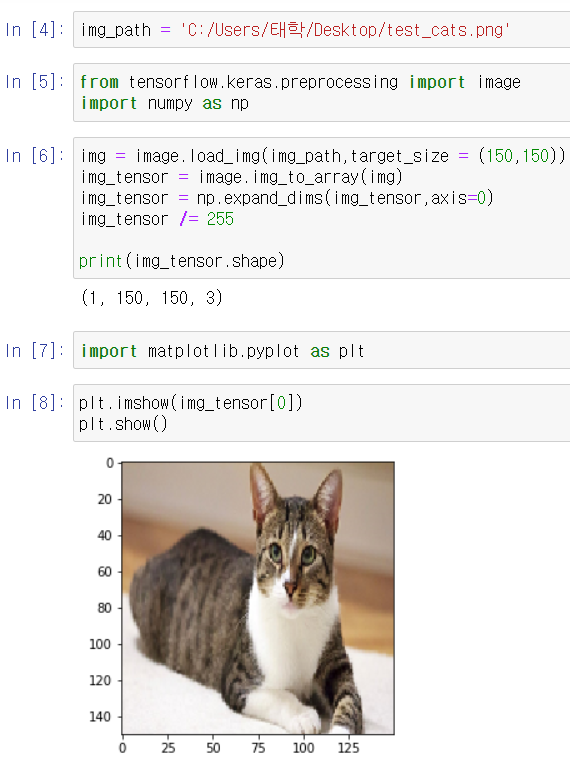 In [4]: img_path = 'C:/Users/태학/Desktop/test_cats.png'
In [5]: from tensorflow.keras.preprocessing import image
import numpy as np
In [6]: img = image.load_img(img_path,target_size = (150,150))
img_tensor = image.img_to_array(img)
img_tensor = np.expand_dims(img_tensor,axis=0)
img_tensor /= 255
print(img_tensor.shape)
(1, 150, 150, 3)
In [7]: import matplotlib.pyplot as plt
In [8]: plt.imshow(img_tensor[0])
plt.show()
0
20
40
60
80
100
120
140
0 25 50 75 100 125